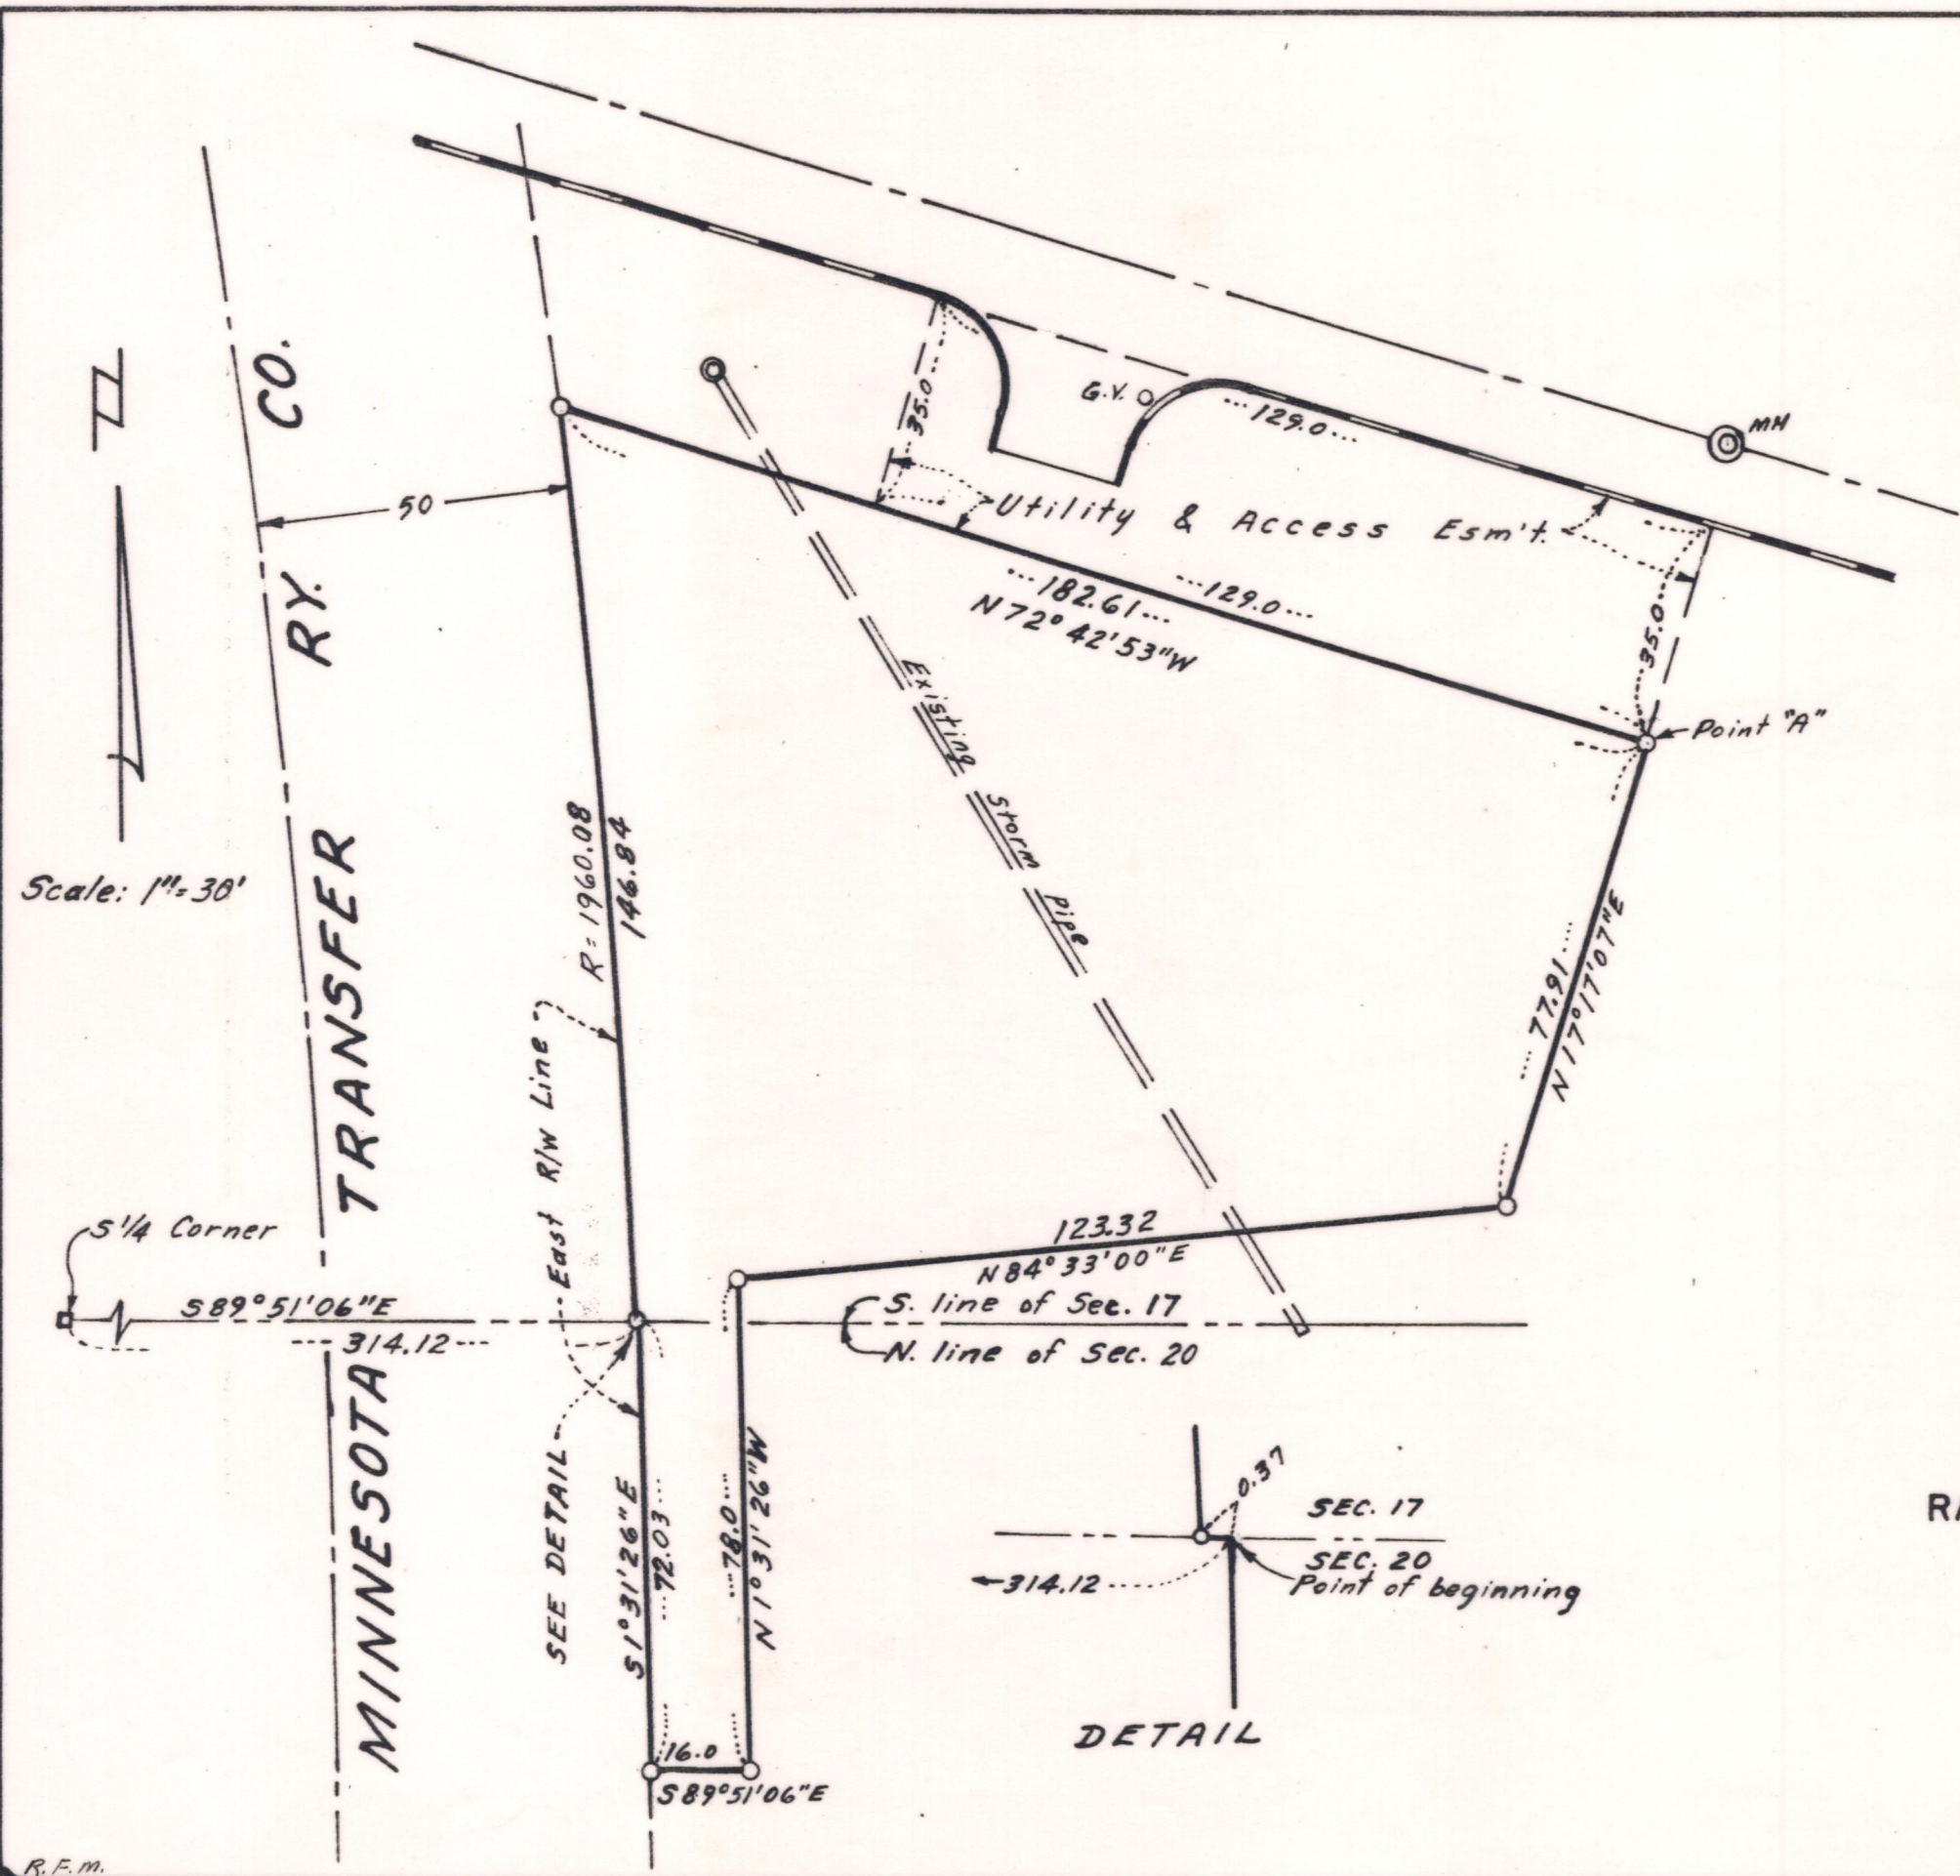 MINNESOTA TRANSFER RY. CO.
50
Scale: 1"=30'
35.0
G.V.
129.0
MH
Utility & Access Esm't.
182.61
129.0
N72°42'53"W
35.0
Point "A"
Existing Storm pipe
R=1960.08
146.84
77.91
N17°17'07"E
East R/W Line
S 1/4 Corner
S89°51'06"E
314.12
123.32
N84°33'00"E
S. line of Sec. 17
N. line of Sec. 20
SEE DETAIL
S1°31'26"E
72.03
78.0
N1°31'26"W
16.0
S89°51'06"E
0.37
SEC. 17
SEC. 20
314.12
Point of beginning
DETAIL
R.F.M.